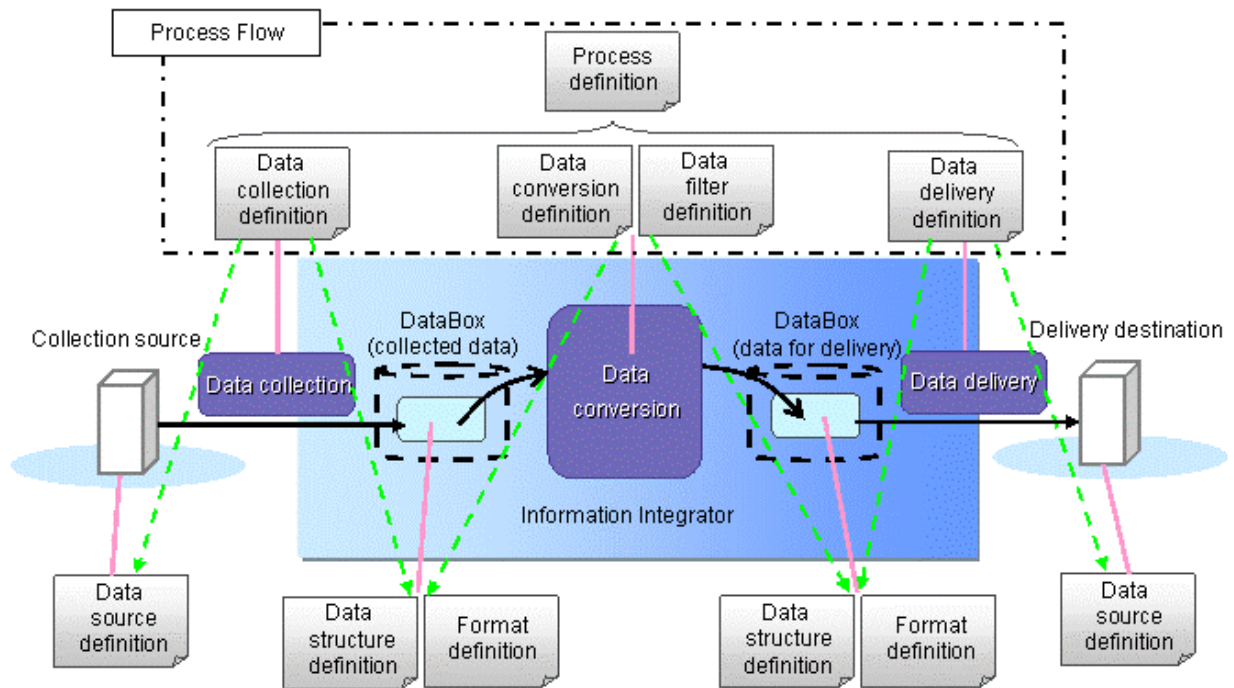 Process Flow
Process
definition
Data
collection
definition
Data
conversion
definition
Data
filter
definition
Data
delivery
definition
Collection source
DataBox
(collected data)
DataBox
(data for delivery)
Delivery destination
Data collection
Data
conversion
Data delivery
Information Integrator
Data
source
definition
Data
structure
definition
Format
definition
Data
structure
definition
Format
definition
Data
source
definition